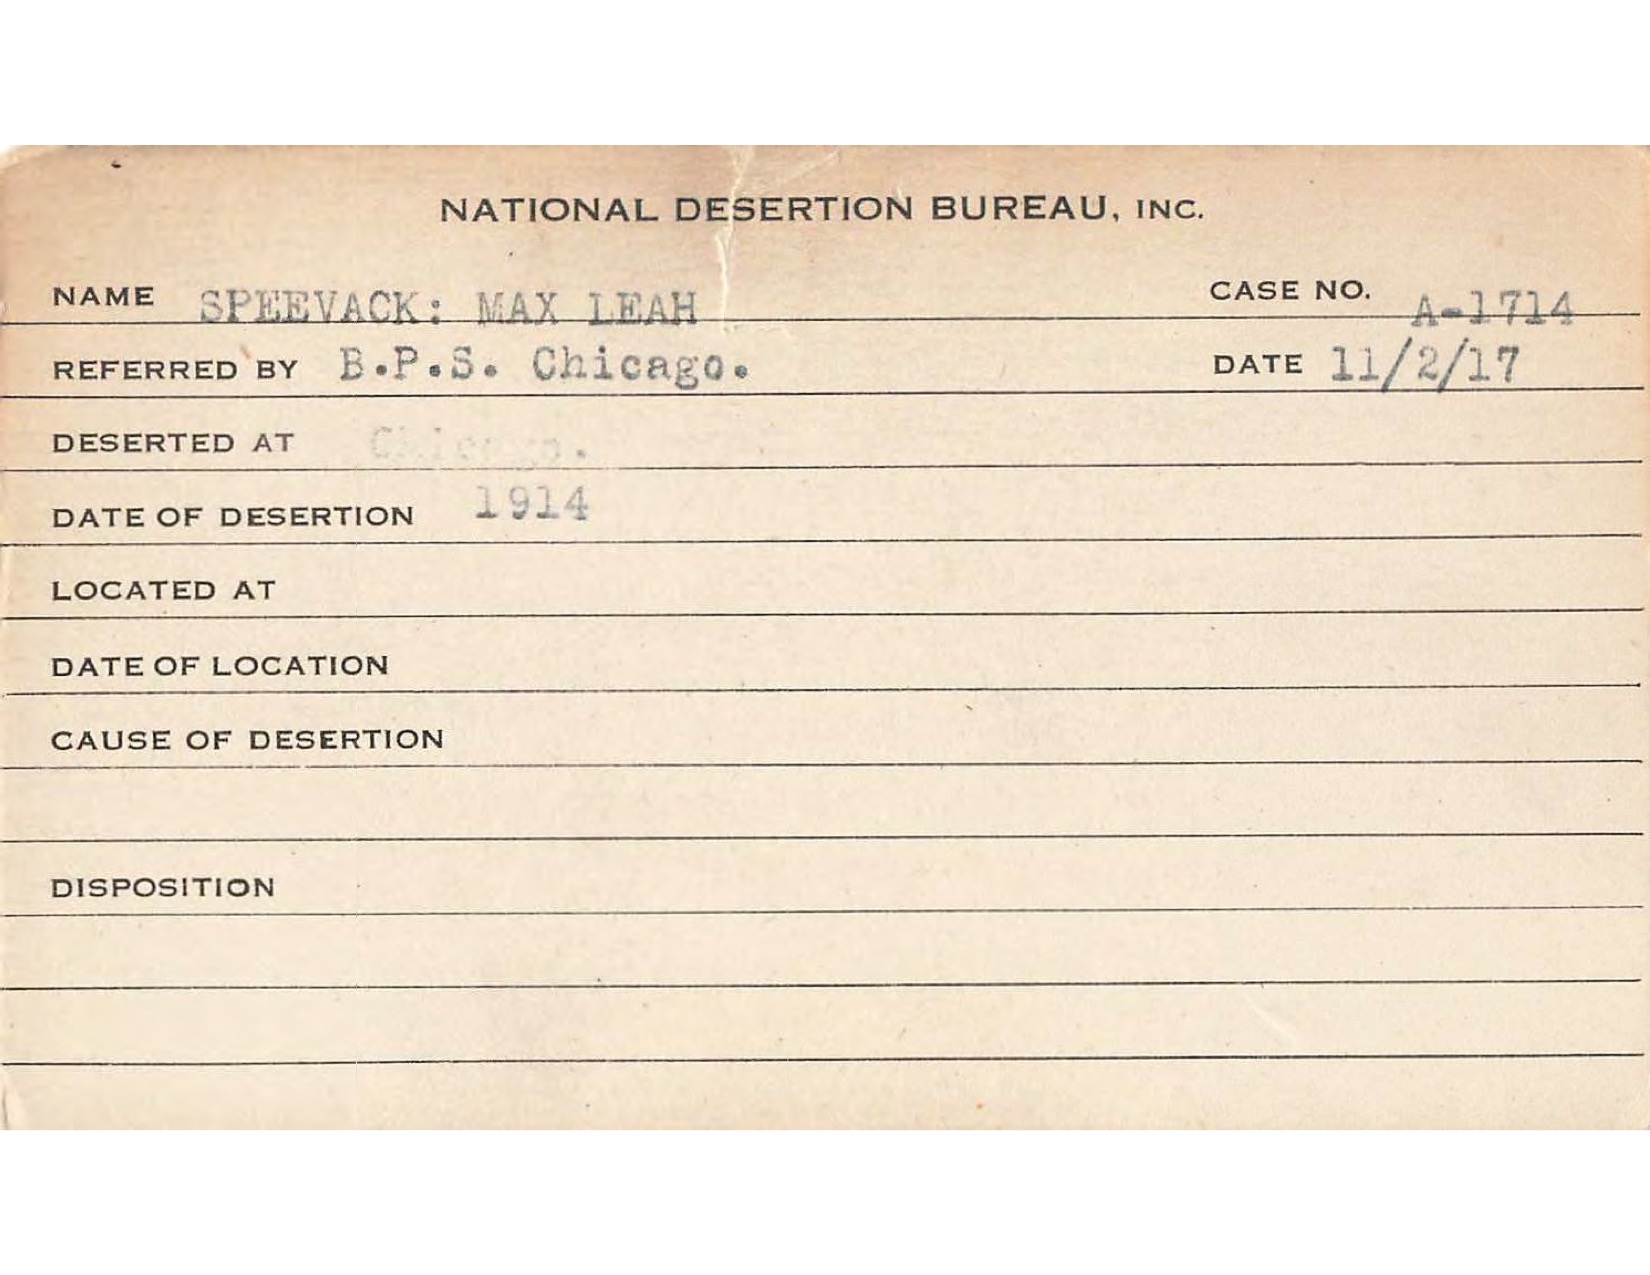 NATIONAL DESERTION BUREAU, INC.
NAME SPEEVACK: MAX LEAH CASE NO. A-1714
REFERRED BY B.P.S. Chicago. DATE 11/2/17
DESERTED AT Chicago.
DATE OF DESERTION 1914
LOCATED AT
DATE OF LOCATION
CAUSE OF DESERTION
DISPOSITION